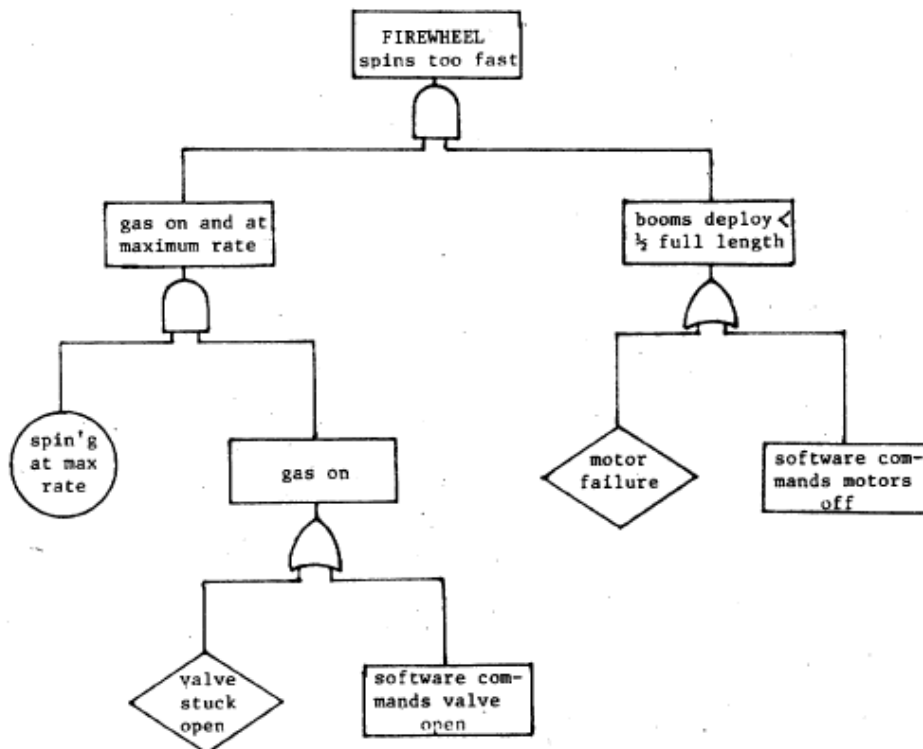 FIREWHEEL
spins too fast
gas on and at
maximum rate
booms deploy <
½ full length
spin'g
at max
rate
gas on
motor
failure
software com-
mands motors
off
valve
stuck
open
software com-
mands valve
open